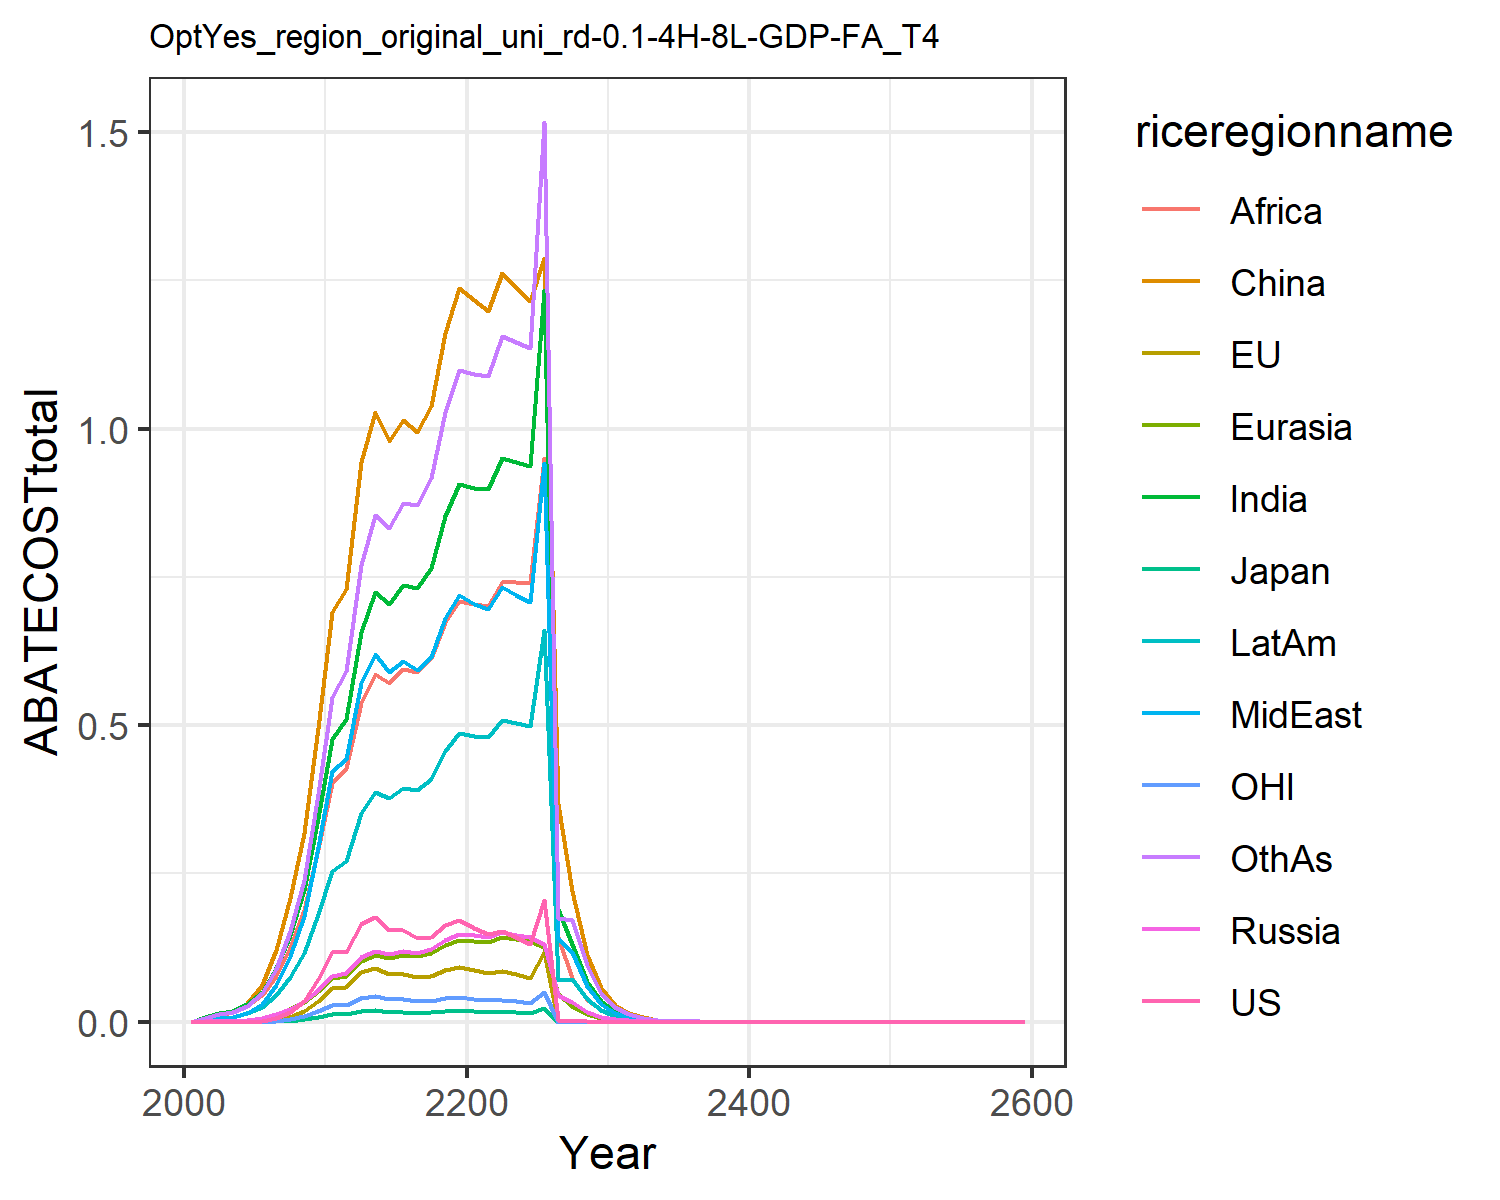 OptYes_region_original_uni_rd-0.1-4H-8L-GDP-FA_T4
1.5
1.0
0.5
0.0
ABATECOSTtotal
2000
2200
2400
2600
Year
riceregionname
Africa
China
EU
Eurasia
India
Japan
LatAm
MidEast
OHI
OthAs
Russia
US